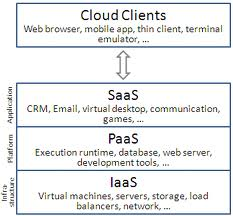 Cloud Clients
Web browser, mobile app, thin client, terminal
emulator, ...
Application
SaaS
CRM, Email, virtual desktop, communication,
games, ...
Platform
PaaS
Execution runtime, database, web server,
development tools, ...
Infra-
structure
IaaS
Virtual machines, servers, storage, load
balancers, network, ...